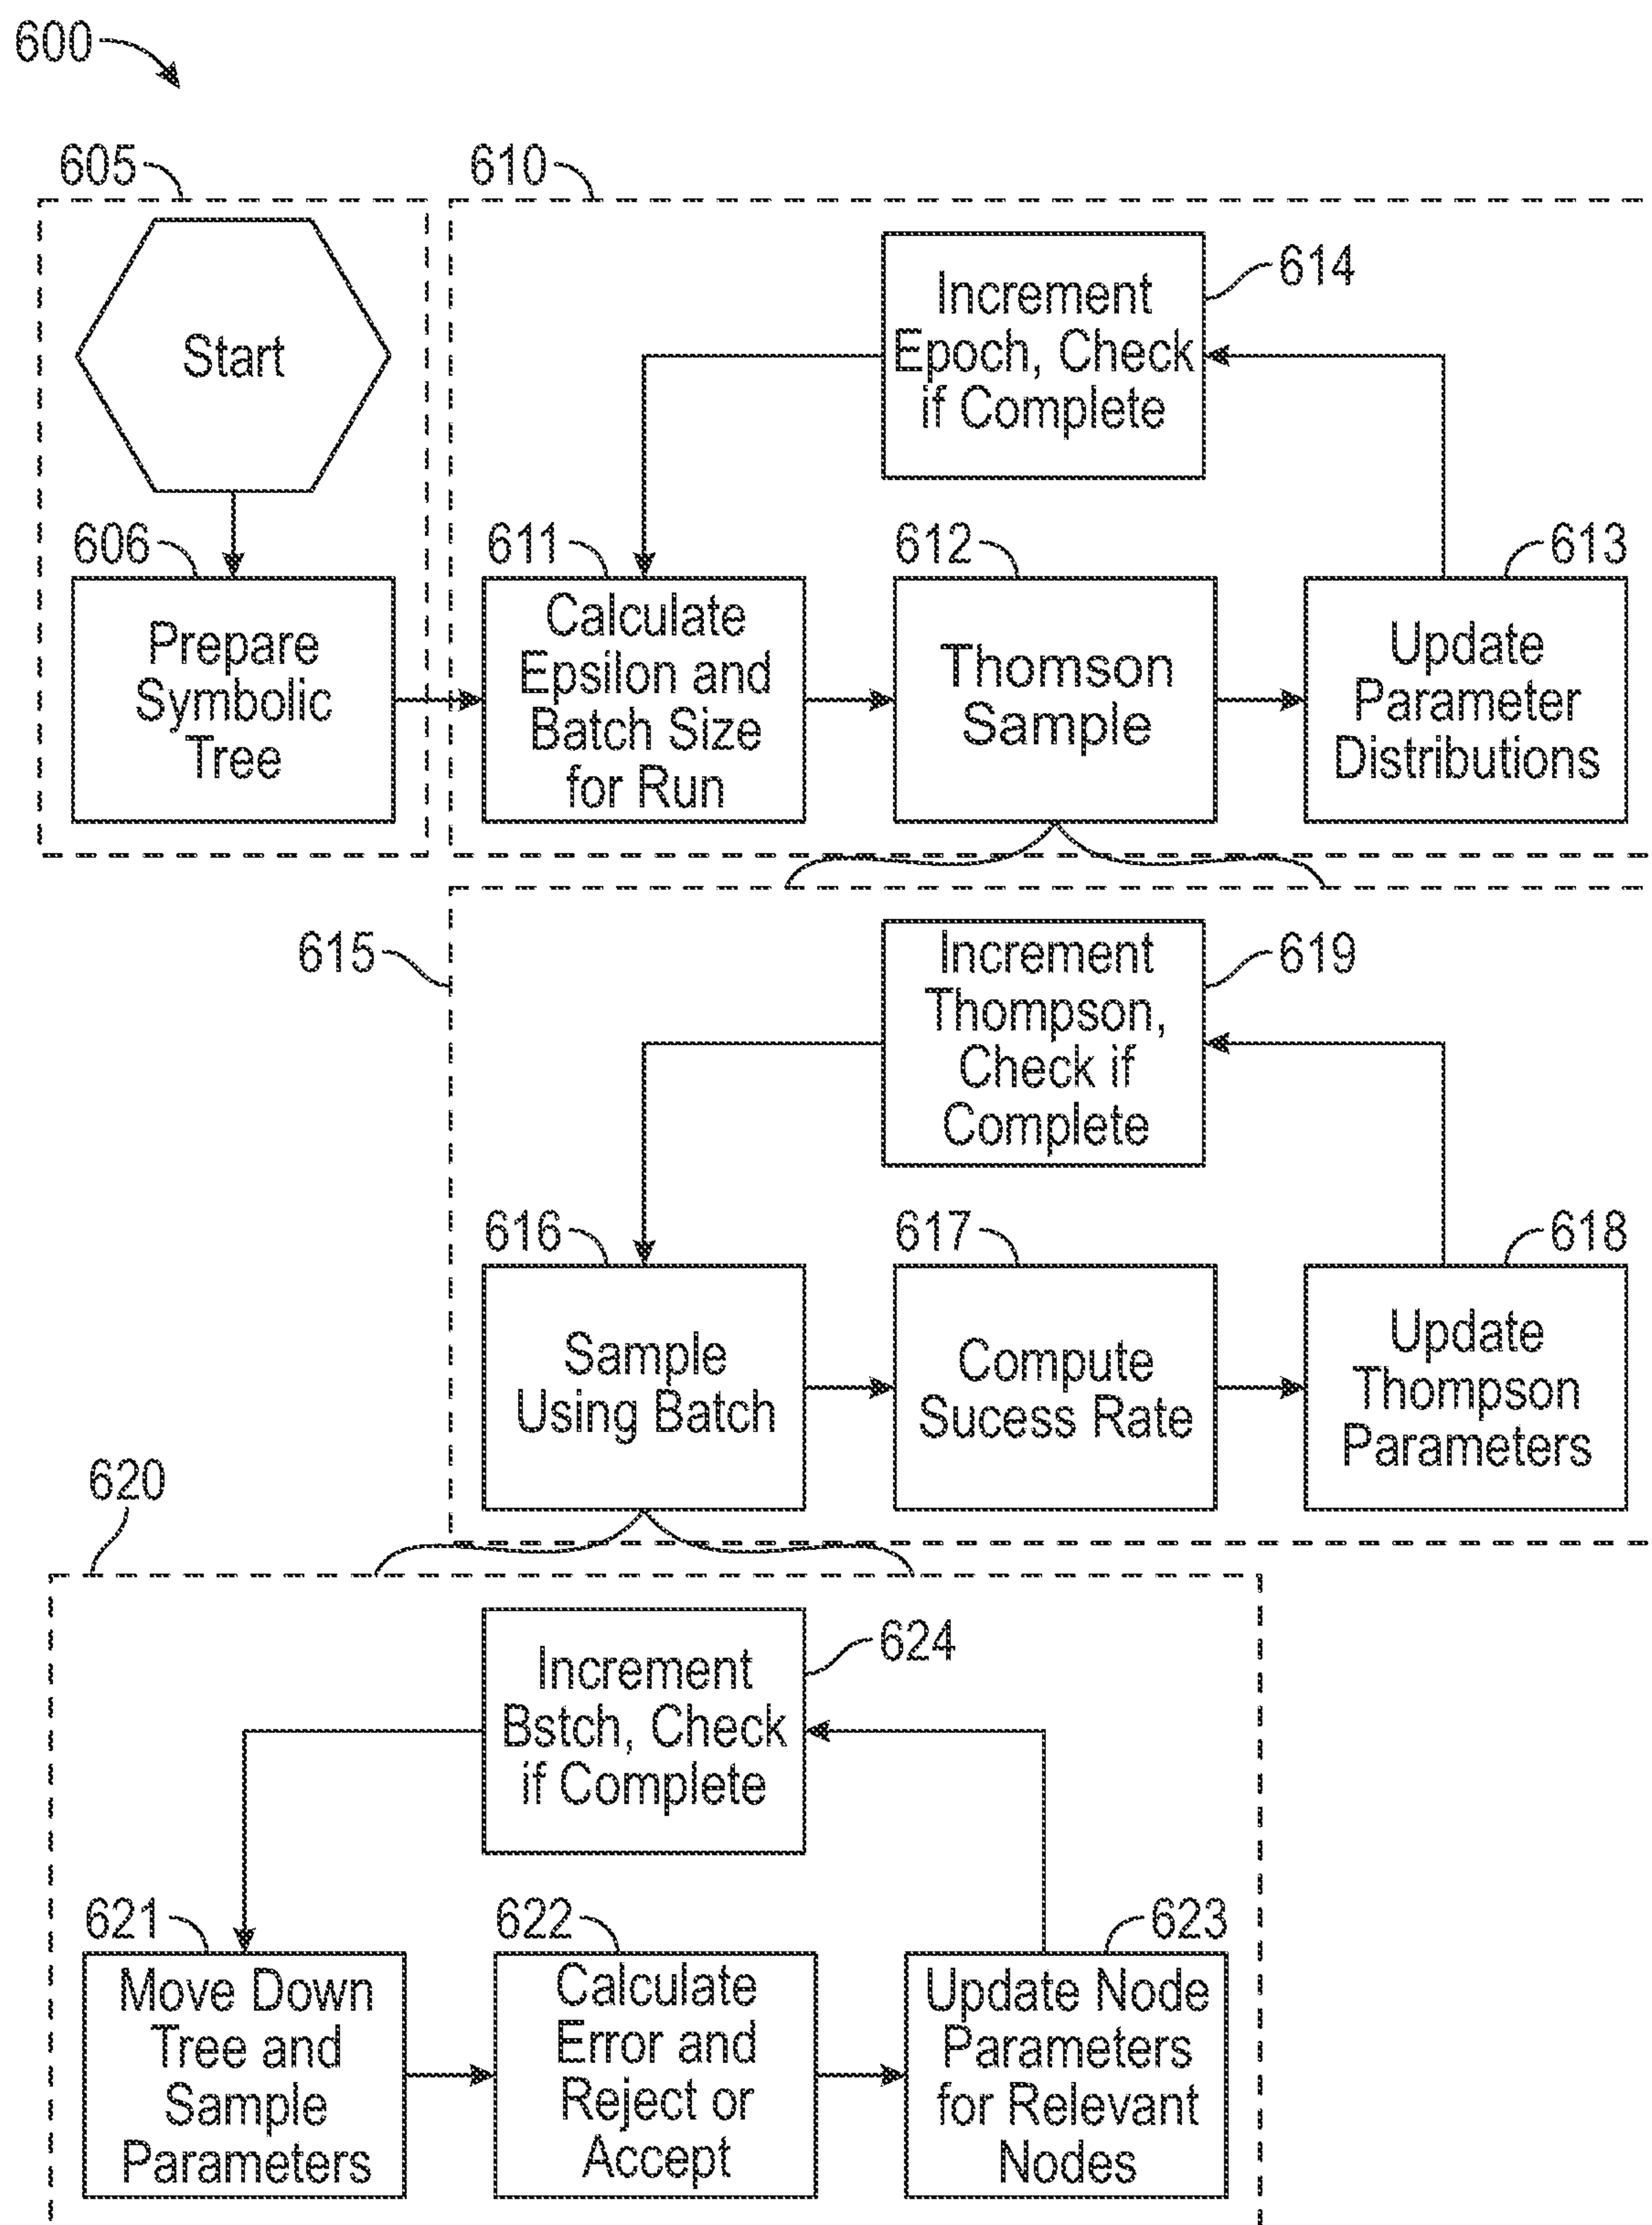 600
605
610
Start
Increment
Epoch, Check
if Complete
614
606
611
612
613
Prepare
Symbolic
Tree
Calculate
Epsilon and
Batch Size
for Run
Thomson
Sample
Update
Parameter
Distributions
615
Increment
Thompson,
Check if
Complete
619
616
617
618
Sample
Using Batch
Compute
Sucess Rate
Update
Thompson
Parameters
620
Increment
Bstch, Check
if Complete
624
621
622
623
Move Down
Tree and
Sample
Parameters
Calculate
Error and
Reject or
Accept
Update Node
Parameters
for Relevant
Nodes